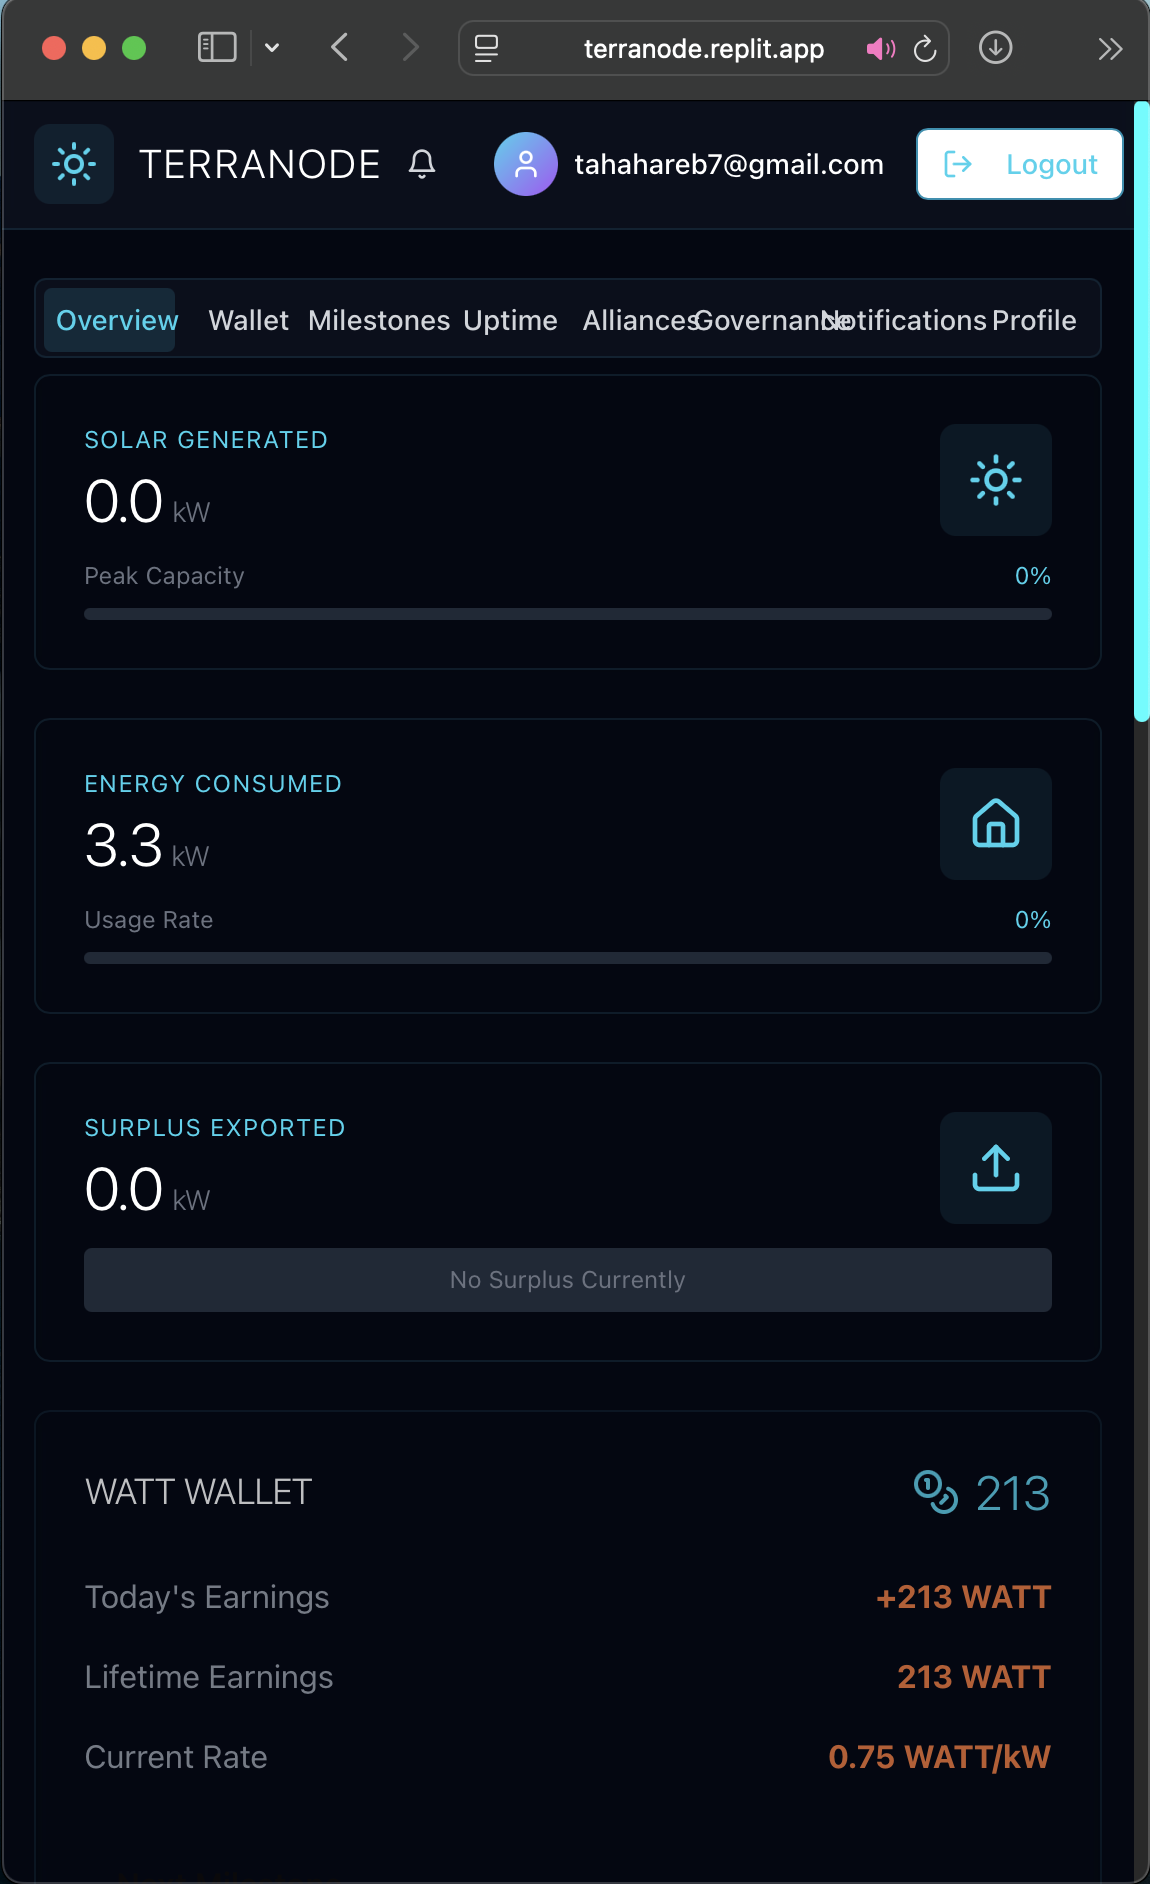 terranode.replit.app
TERRANODE
tahahareb7@gmail.com
Logout
Overview Wallet Milestones Uptime Alliances Governance Notifications Profile
SOLAR GENERATED
0.0 kW
Peak Capacity 0%
ENERGY CONSUMED
3.3 kW
Usage Rate 0%
SURPLUS EXPORTED
0.0 kW
No Surplus Currently
WATT WALLET 213
Today's Earnings +213 WATT
Lifetime Earnings 213 WATT
Current Rate 0.75 WATT/kW